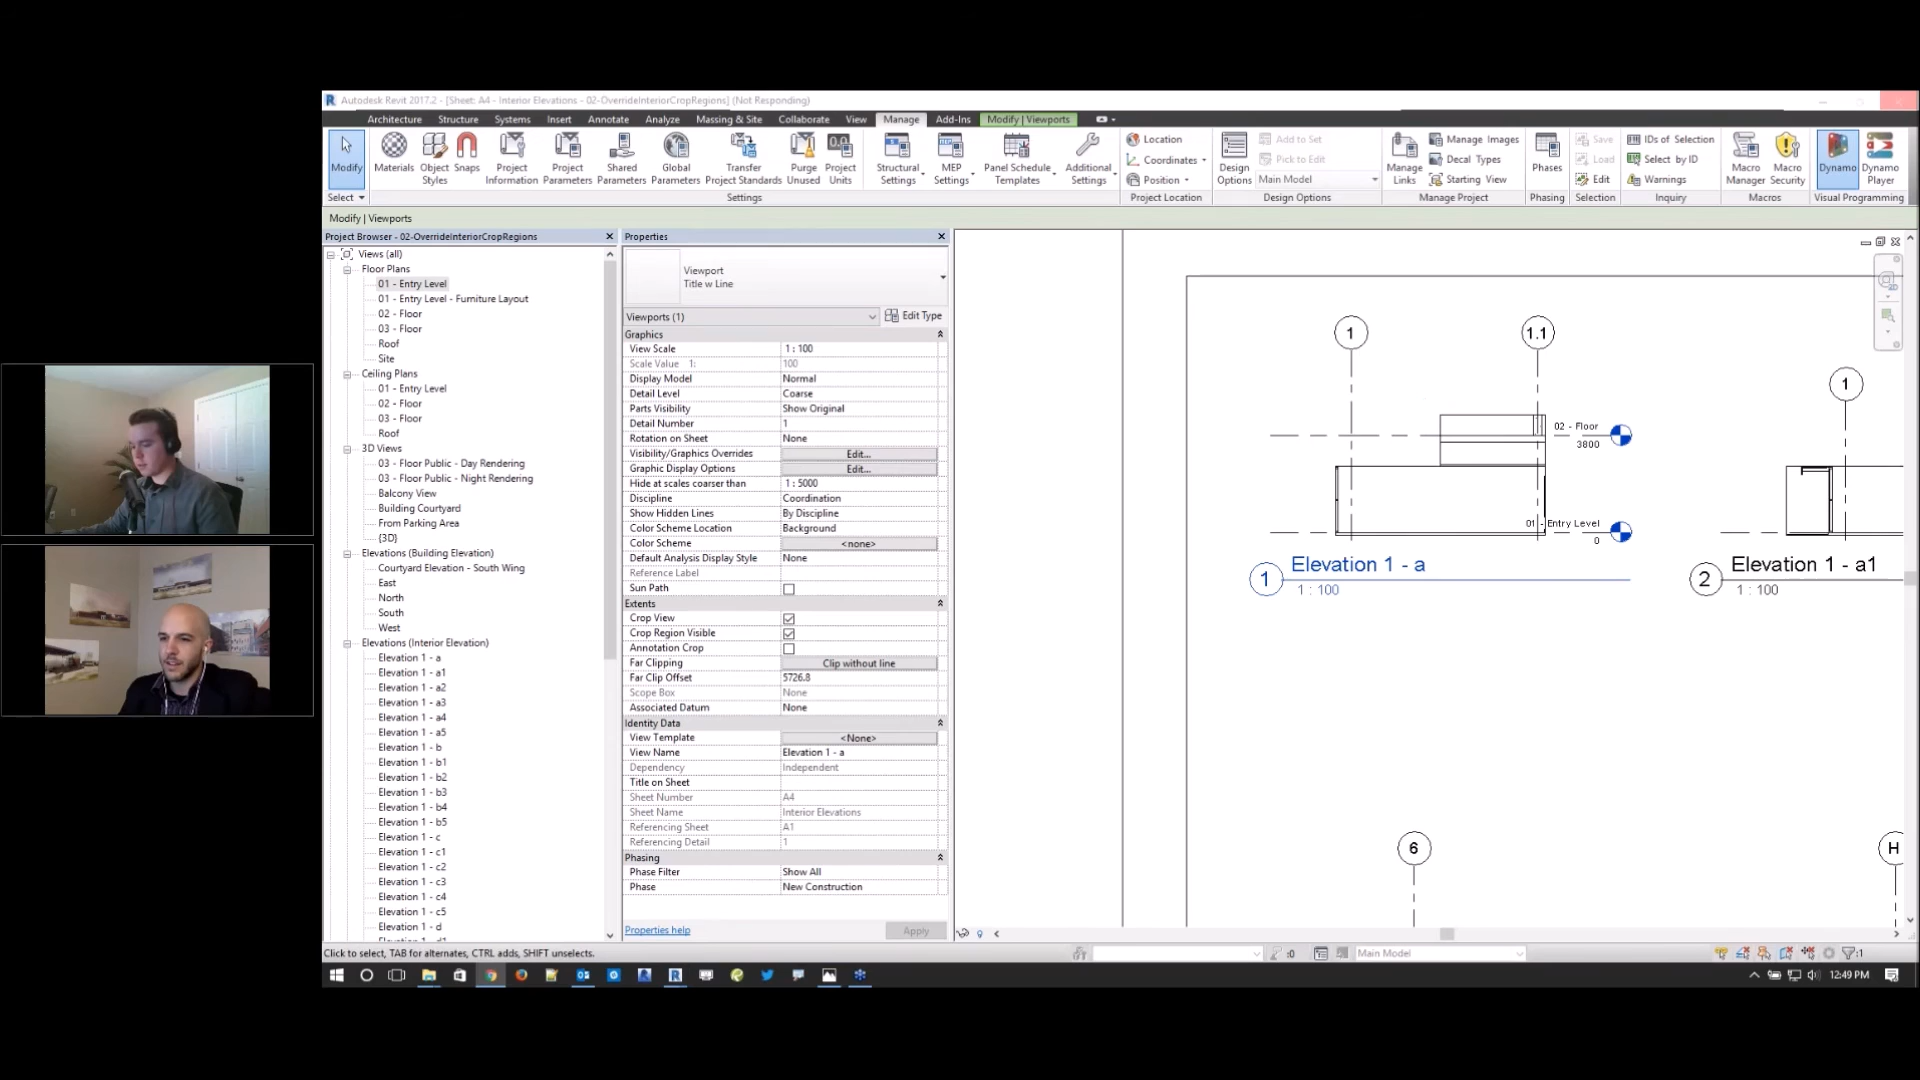 Autodesk Revit 2017.2 - [Sheet: A4 - Interior Elevations - 02-OverrideInteriorCropRegions] (Not Responding)
Architecture Structure Systems Insert Annotate Analyze Massing & Site Collaborate View Manage Add-Ins Modify | Viewports
Modify
Materials
Object Styles
Snaps
Project Information
Project Parameters
Shared Parameters
Global Parameters
Transfer Project Standards
Purge Unused
Project Units
Structural Settings
MEP Settings
Panel Schedule Templates
Additional Settings
Location
Coordinates
Position
Design Options
Add to Set
Pick to Edit
Main Model
Manage Links
Manage Images
Decal Types
Starting View
Phases
Save
Load
Edit
IDs of Selection
Select by ID
Warnings
Macro Manager
Macro Security
Dynamo
Dynamo Player
Select Settings Project Location Design Options Manage Project Phasing Selection Inquiry Macros Visual Programming
Modify | Viewports
Project Browser - 02-OverrideInteriorCropRegions
Views (all)
Floor Plans
01 - Entry Level
01 - Entry Level - Furniture Layout
02 - Floor
03 - Floor
Roof
Site
Ceiling Plans
01 - Entry Level
02 - Floor
03 - Floor
Roof
3D Views
03 - Floor Public - Day Rendering
03 - Floor Public - Night Rendering
Balcony View
Building Courtyard
From Parking Area
{3D}
Elevations (Building Elevation)
Courtyard Elevation - South Wing
East
North
South
West
Elevations (Interior Elevation)
Elevation 1 - a
Elevation 1 - a1
Elevation 1 - a2
Elevation 1 - a3
Elevation 1 - a4
Elevation 1 - a5
Elevation 1 - b
Elevation 1 - b1
Elevation 1 - b2
Elevation 1 - b3
Elevation 1 - b4
Elevation 1 - b5
Elevation 1 - c
Elevation 1 - c1
Elevation 1 - c2
Elevation 1 - c3
Elevation 1 - c4
Elevation 1 - c5
Elevation 1 - d
Properties
Viewport
Title w Line
Viewports (1) Edit Type
Graphics
View Scale 1 : 100
Scale Value 1: 100
Display Model Normal
Detail Level Coarse
Parts Visibility Show Original
Detail Number 1
Rotation on Sheet None
Visibility/Graphics Overrides Edit...
Graphic Display Options Edit...
Hide at scales coarser than 1 : 5000
Discipline Coordination
Show Hidden Lines By Discipline
Color Scheme Location Background
Color Scheme <none>
Default Analysis Display Style None
Reference Label
Sun Path
Extents
Crop View
Crop Region Visible
Annotation Crop
Far Clipping Clip without line
Far Clip Offset 5726.8
Scope Box None
Associated Datum None
Identity Data
View Template <None>
View Name Elevation 1 - a
Dependency Independent
Title on Sheet
Sheet Number A4
Sheet Name Interior Elevations
Referencing Sheet A1
Referencing Detail 1
Phasing
Phase Filter Show All
Phase New Construction
Properties help Apply
1 1.1
1
02 - Floor
3800
01 - Entry Level
0
1 Elevation 1 - a
1 : 100
2 Elevation 1 - a1
1 : 100
6 H
Click to select, TAB for alternates, CTRL adds, SHIFT unselects. :0 Main Model :1
12:49 PM